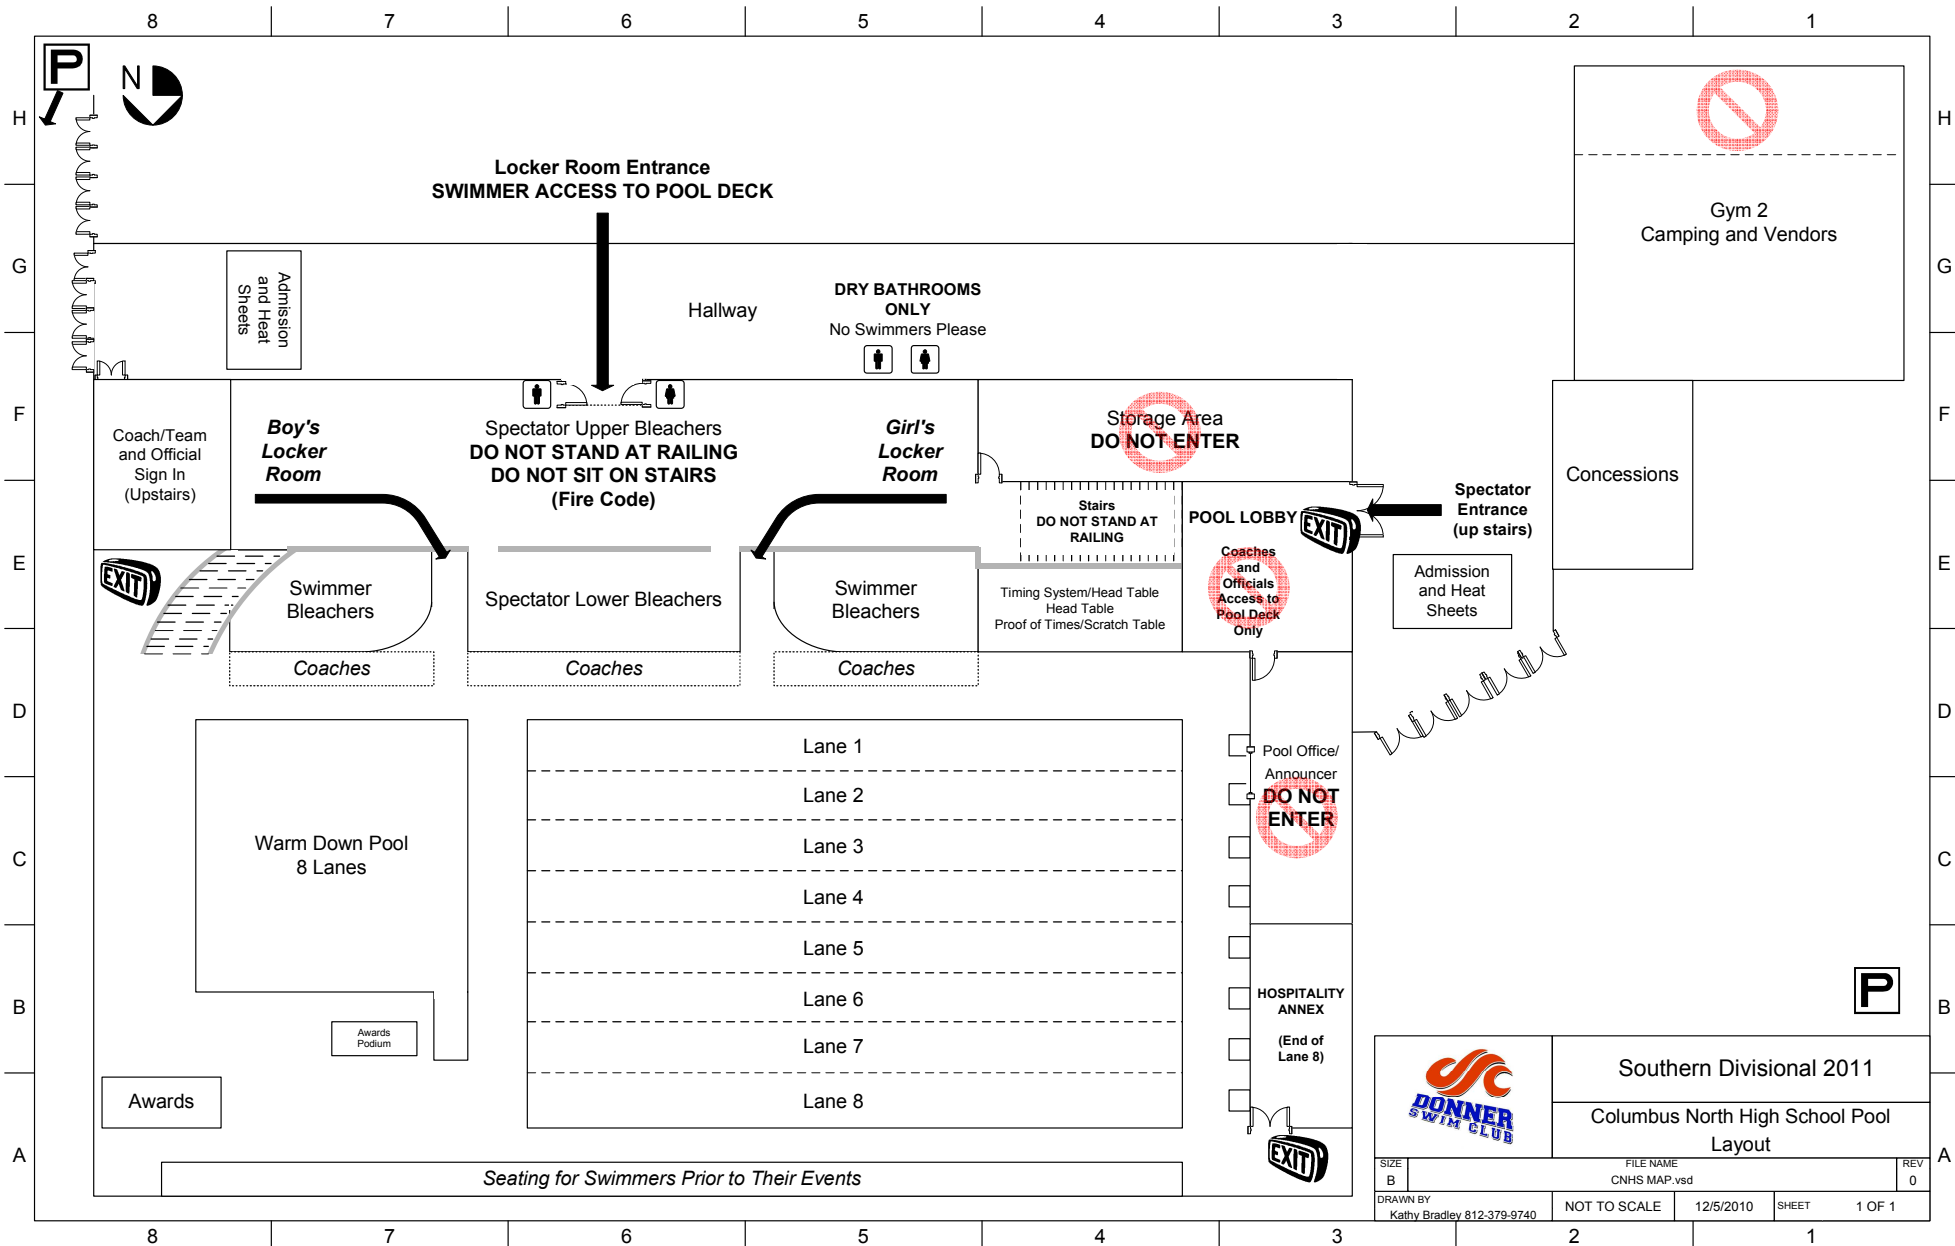 8 7 6 5 4 3 2 1
P
N
H
H
Locker Room Entrance
SWIMMER ACCESS TO POOL DECK
Gym 2
Camping and Vendors
G
G
Admission
and Heat
Sheets
Hallway
DRY BATHROOMS
ONLY
No Swimmers Please
F
F
Coach/Team
and Official
Sign In
(Upstairs)
Boy's
Locker
Room
Spectator Upper Bleachers
DO NOT STAND AT RAILING
DO NOT SIT ON STAIRS
(Fire Code)
Girl's
Locker
Room
Storage Area
DO NOT ENTER
Concessions
Stairs
DO NOT STAND AT
RAILING
POOL LOBBY
EXIT
Spectator
Entrance
(up stairs)
E
E
EXIT
Swimmer
Bleachers
Spectator Lower Bleachers
Swimmer
Bleachers
Timing System/Head Table
Head Table
Proof of Times/Scratch Table
Coaches
and
Officials
Access to
Pool Deck
Only
Admission
and Heat
Sheets
Coaches
Coaches
Coaches
D
D
Lane 1
Lane 2
Lane 3
Lane 4
Lane 5
Lane 6
Lane 7
Lane 8
Pool Office/
Announcer
DO NOT
ENTER
C
C
Warm Down Pool
8 Lanes
B
B
HOSPITALITY
ANNEX
(End of
Lane 8)
P
Awards
Podium
Awards
EXIT
A
A
Seating for Swimmers Prior to Their Events
DONNER
SWIM CLUB
Southern Divisional 2011
Columbus North High School Pool
Layout
SIZE
B
FILE NAME
CNHS MAP.vsd
REV
0
DRAWN BY
Kathy Bradley 812-379-9740
NOT TO SCALE
12/5/2010
SHEET
1 OF 1
8 7 6 5 4 3 2 1